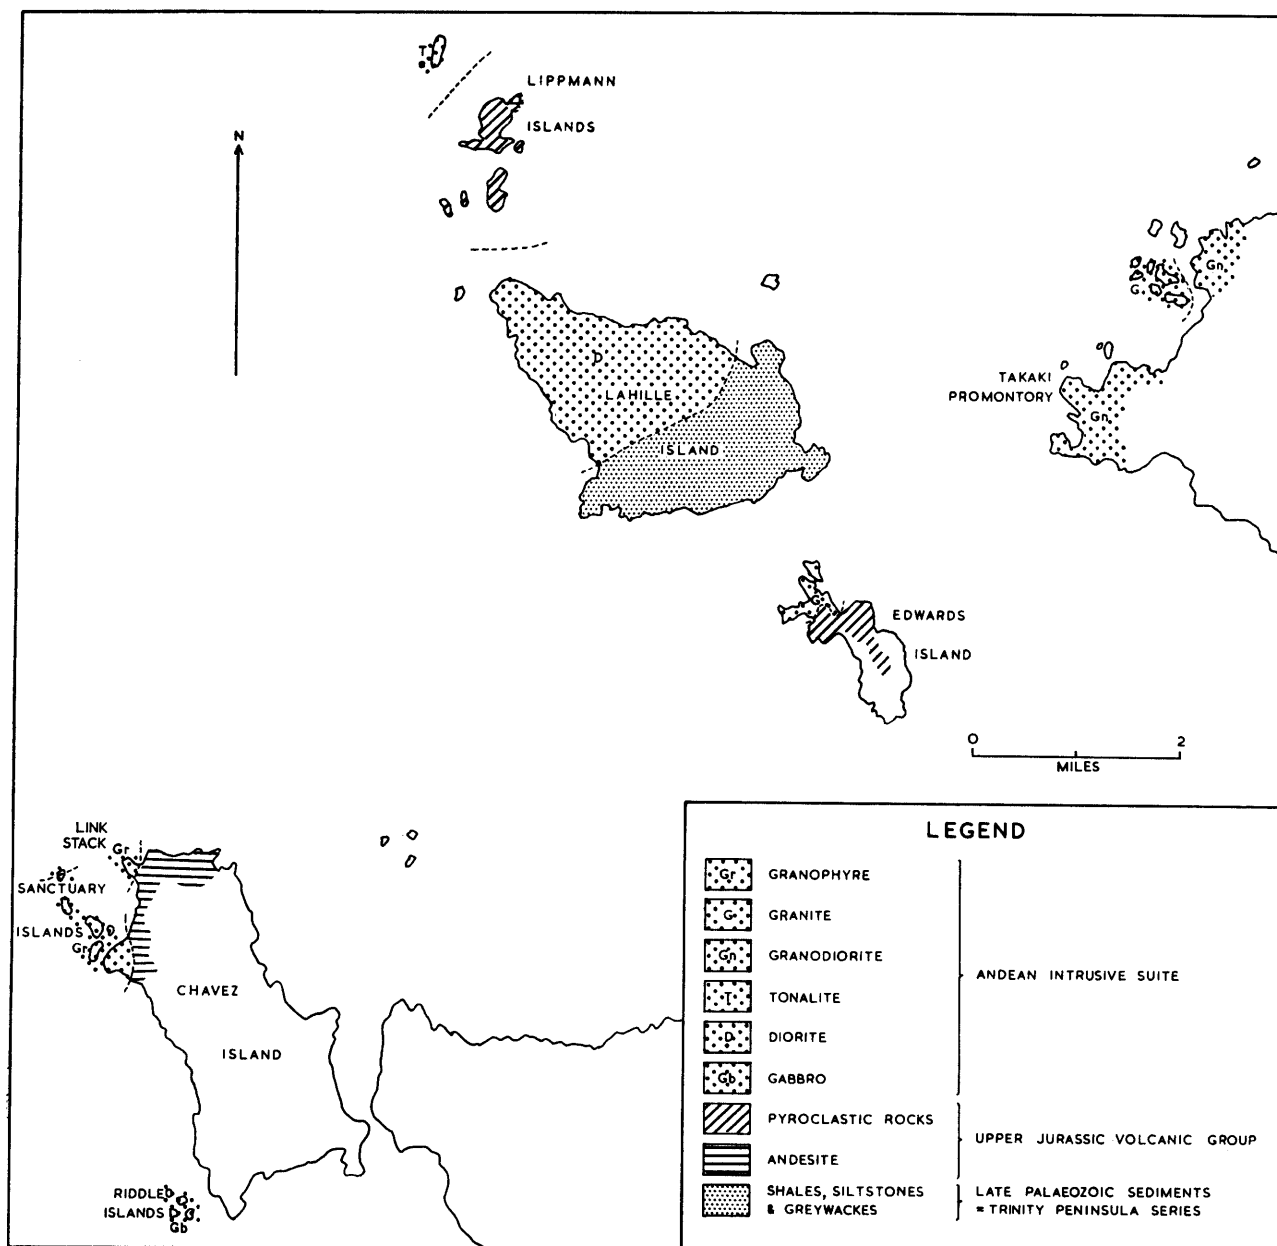 T
LIPPMANN
ISLANDS
N
Gn
G
D
LAHILLE
ISLAND
TAKAKI
PROMONTORY
Gn
G
EDWARDS
ISLAND
0 2
MILES
LINK
STACK
Gr
SANCTUARY
ISLANDS
Gr
CHAVEZ
ISLAND
RIDDLE
ISLANDS
Gb
LEGEND
Gr GRANOPHYRE
G GRANITE
Gn GRANODIORITE
T TONALITE
D DIORITE
Gb GABBRO
ANDEAN INTRUSIVE SUITE
PYROCLASTIC ROCKS
ANDESITE
UPPER JURASSIC VOLCANIC GROUP
SHALES, SILTSTONES
& GREYWACKES
LATE PALAEOZOIC SEDIMENTS
= TRINITY PENINSULA SERIES